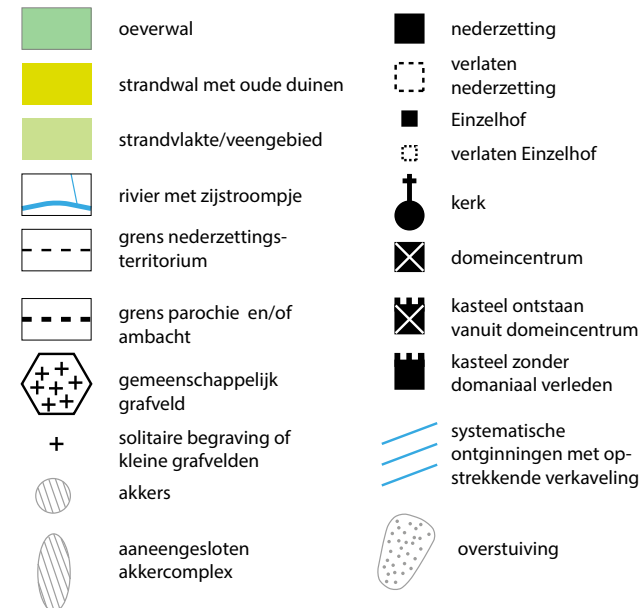 oeverwal
strandwal met oude duinen
strandvlakte/veengebied
rivier met zijstroompje
grens nederzettings-
territorium
grens parochie en/of
ambacht
gemeenschappelijk
grafveld
solitaire begraving of
kleine grafvelden
akkers
aaneengesloten
akkercomplex
nederzetting
verlaten
nederzetting
Einzelhof
verlaten Einzelhof
kerk
domeincentrum
kasteel ontstaan
vanuit domeincentrum
kasteel zonder
domaniaal verleden
systematische
ontginningen met op-
strekkende verkaveling
overstuiving